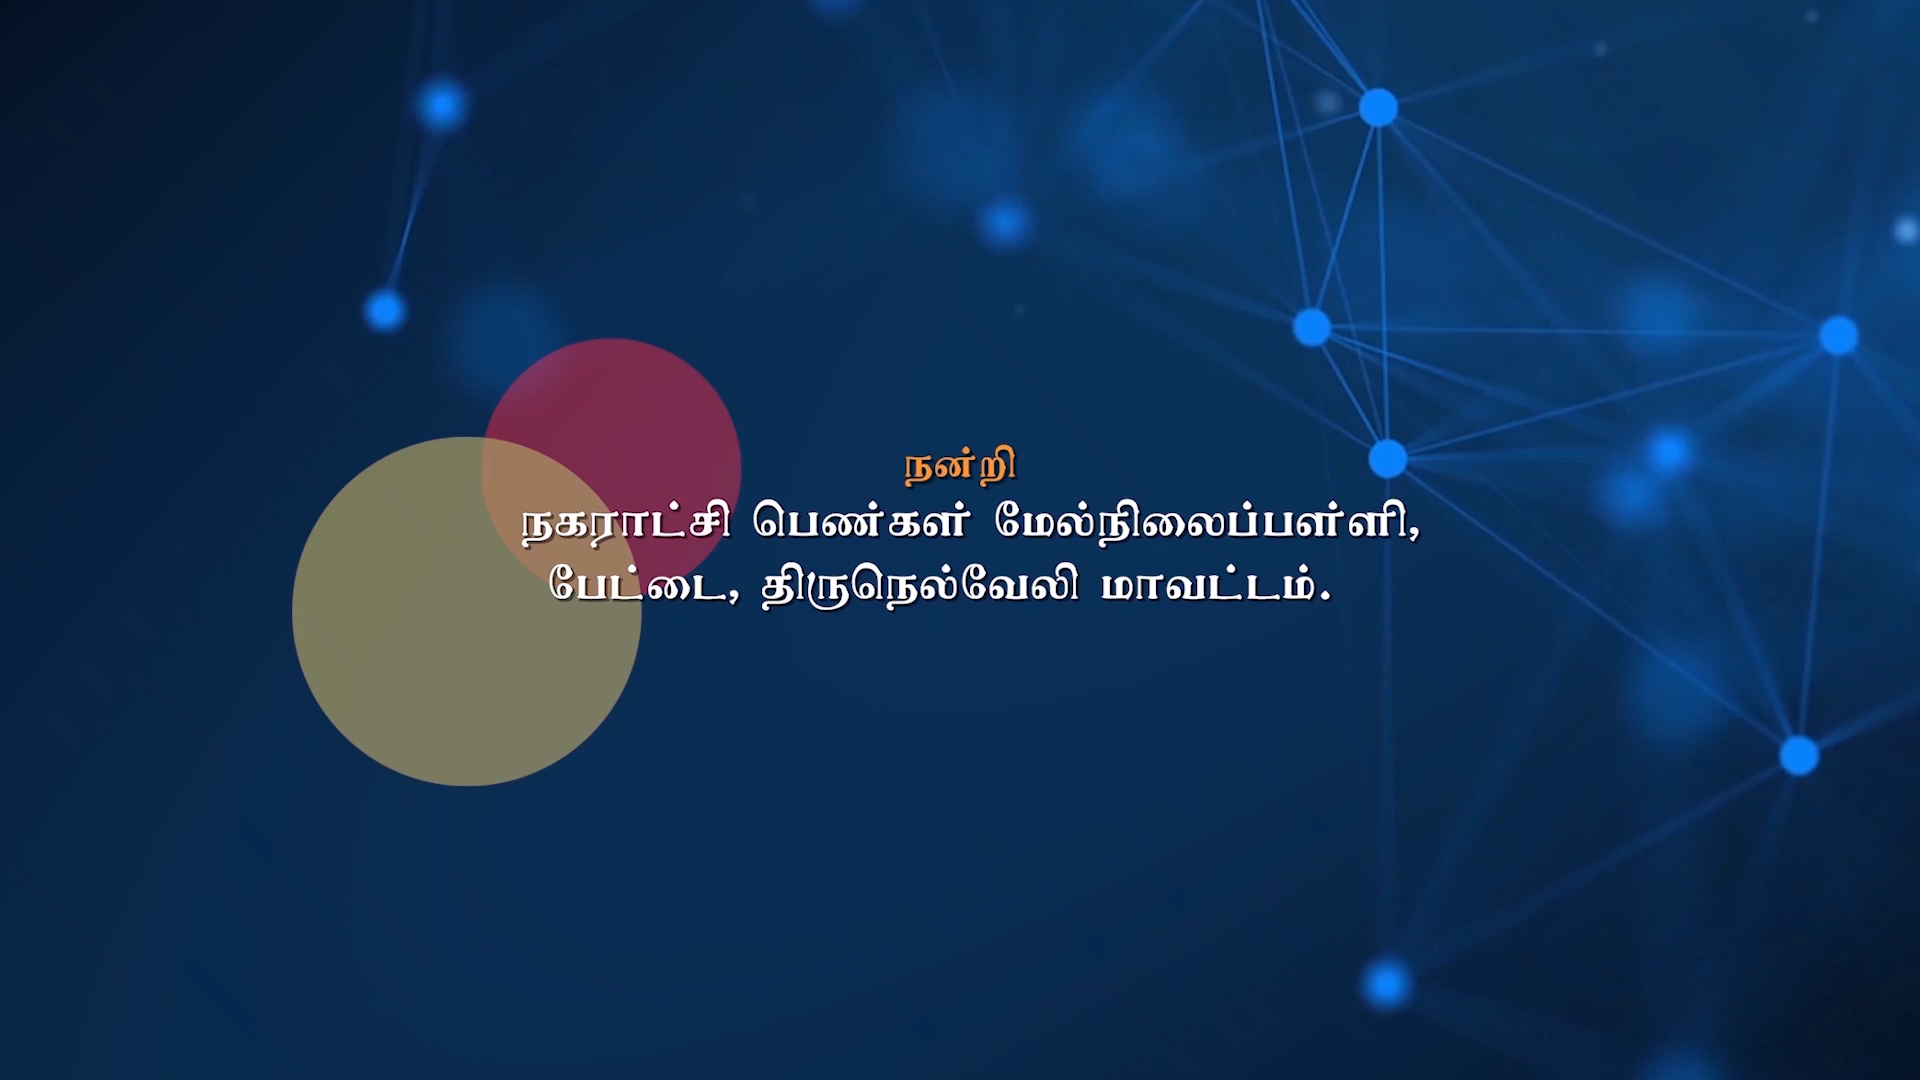 நன்றி
நகராட்சி பெண்கள் மேல்நிலைப்பள்ளி,
பேட்டை, திருநெல்வேலி மாவட்டம்.